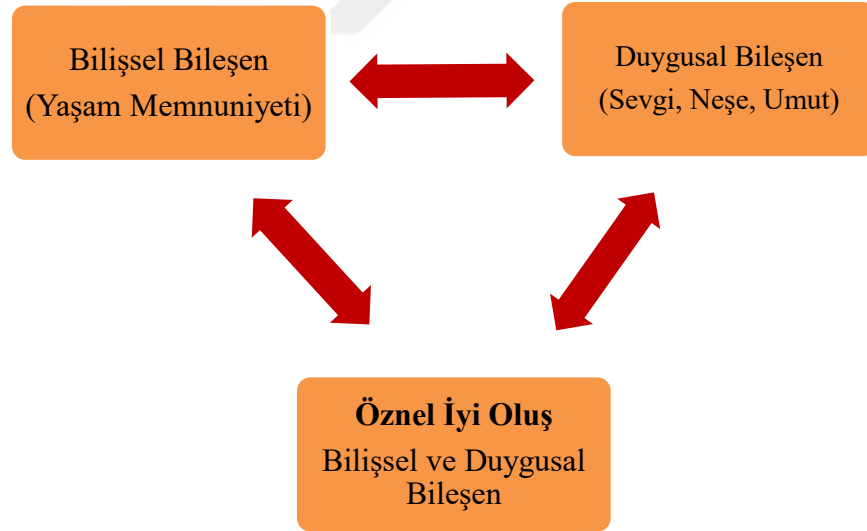 Bilişsel Bileşen
(Yaşam Memnuniyeti)
Duygusal Bileşen
(Sevgi, Neşe, Umut)
Öznel İyi Oluş
Bilişsel ve Duygusal
Bileşen